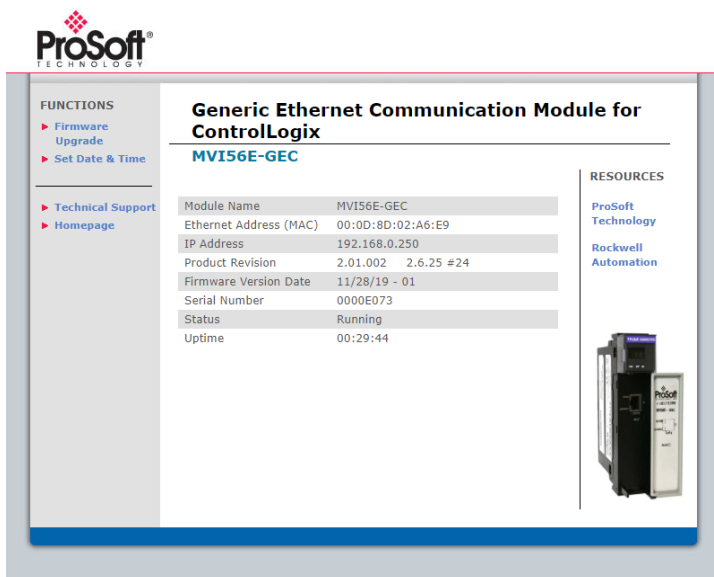 ProSoft®
TECHNOLOGY
FUNCTIONS
Firmware
Upgrade
Set Date & Time
Technical Support
Homepage
Generic Ethernet Communication Module for
ControlLogix
MVI56E-GEC
Module Name MVI56E-GEC
Ethernet Address (MAC) 00:0D:8D:02:A6:E9
IP Address 192.168.0.250
Product Revision 2.01.002 2.6.25 #24
Firmware Version Date 11/28/19 - 01
Serial Number 0000E073
Status Running
Uptime 00:29:44
RESOURCES
ProSoft
Technology
Rockwell
Automation
ProSoft